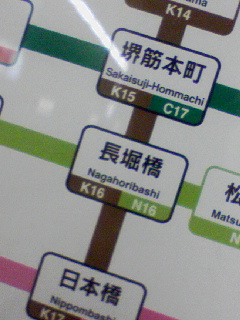 K14
堺筋本町
Sakaisuji-Hommachi
K15 C17
長堀橋
Nagahoribashi
K16 N16
松
日本橋
Nippombashi
K17